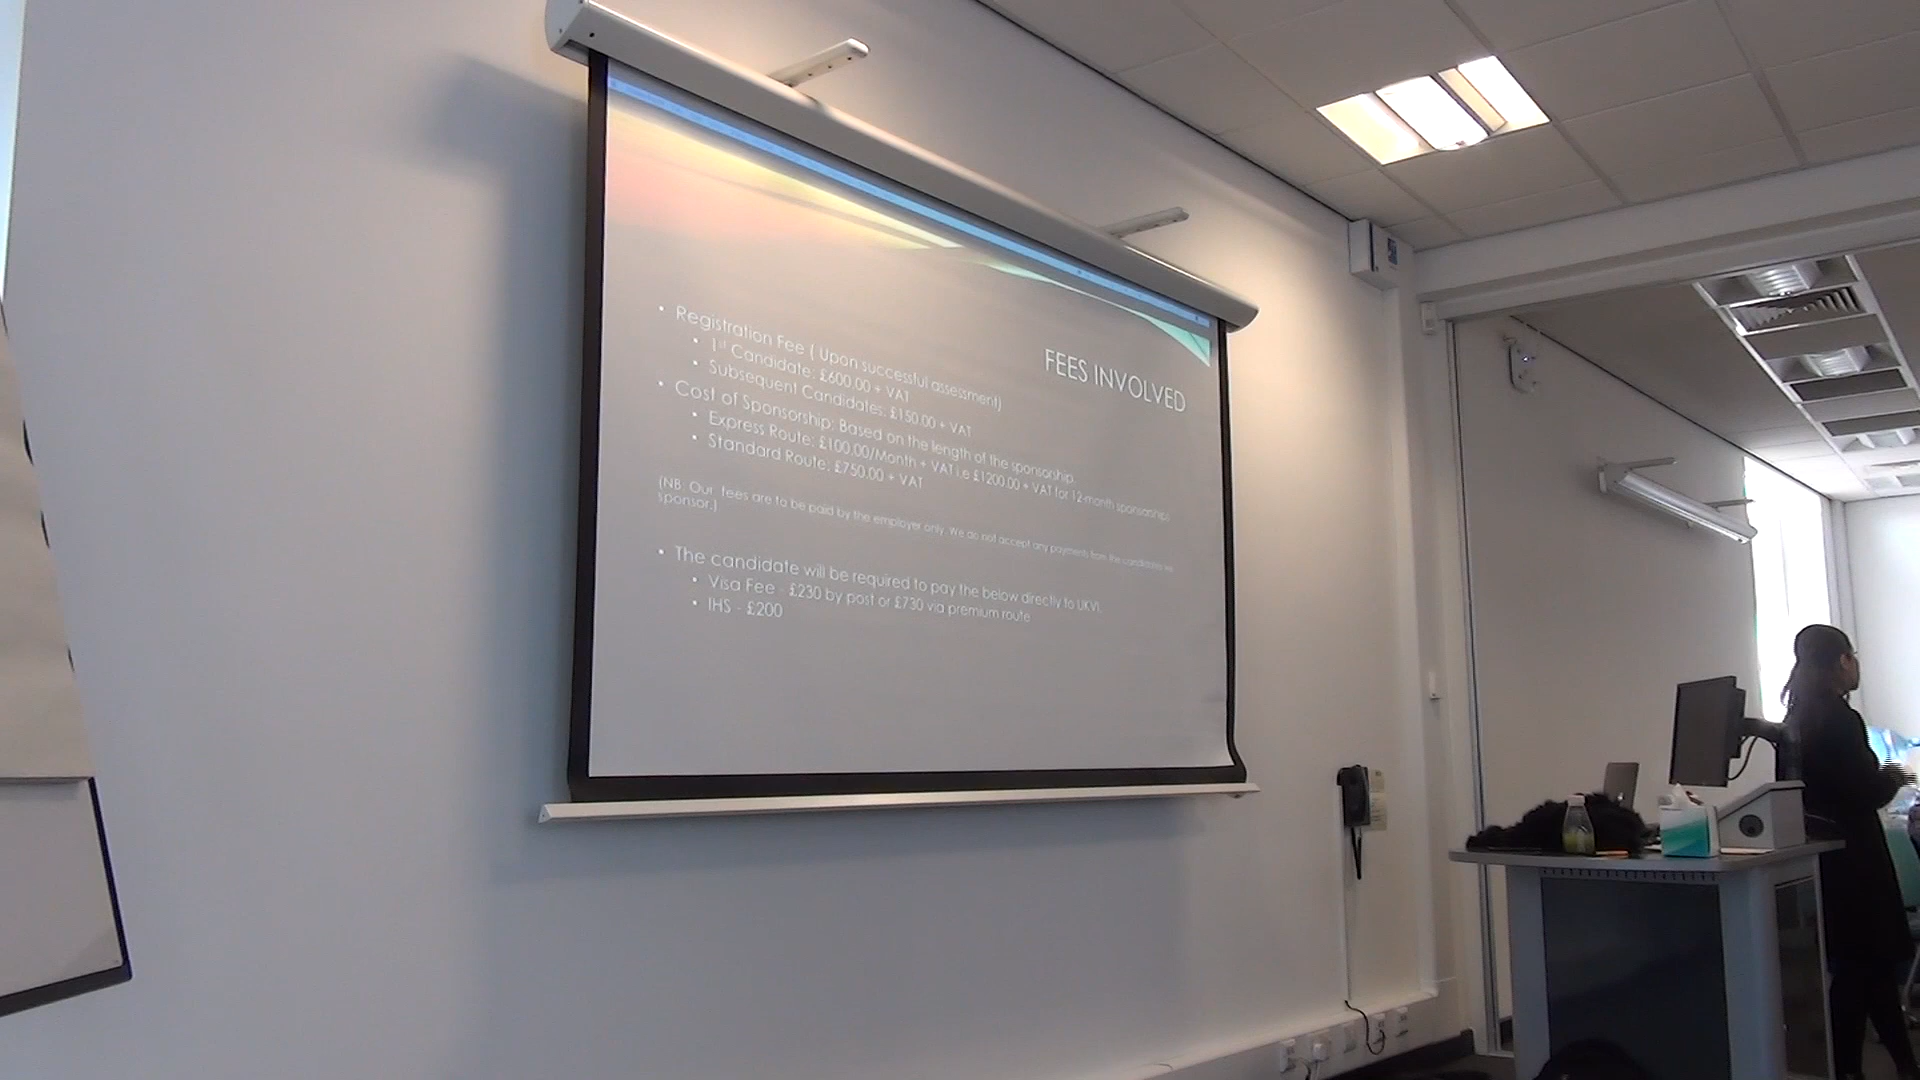 FEES INVOLVED
• Registration Fee ( Upon successful assessment)
• 1st Candidate: £600.00 + VAT
• Subsequent Candidates: £150.00 + VAT
• Cost of Sponsorship: Based on the length of the sponsorship.
• Express Route: £100.00/Month + VAT i.e £1200.00 + VAT for 12-month sponsorship)
• Standard Route: £750.00 + VAT
(NB: Our fees are to be paid by the employer only. We do not accept any payments from the candidates we
sponsor.)
• The candidate will be required to pay the below directly to UKVI.
• Visa Fee - £230 by post or £730 via premium route
• IHS - £200